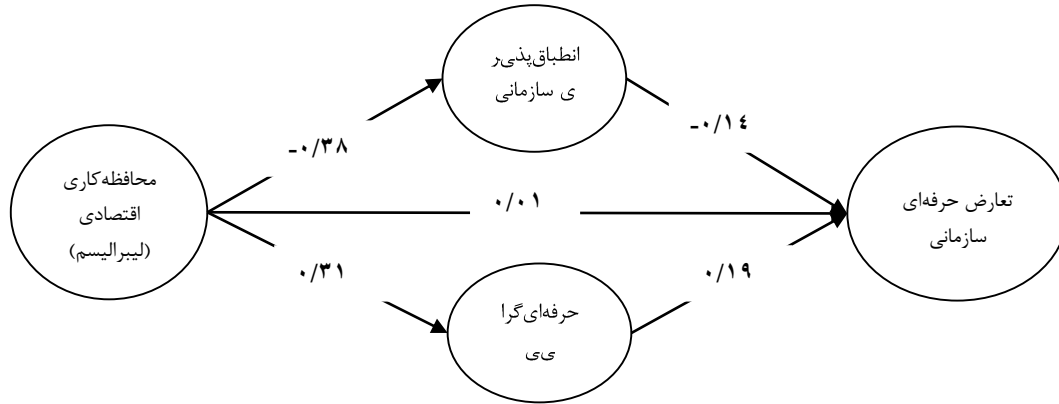 انطباق‌پذیر
ی سازمانی
-۰/۳۸
-۰/۱٤
محافظه‌کاری
اقتصادی
(لیبرالیسم)
۰/۰۱
تعارض حرفه‌ای
سازمانی
۰/۳۱
۰/۱۹
حرفه‌ای‌گرا
یی